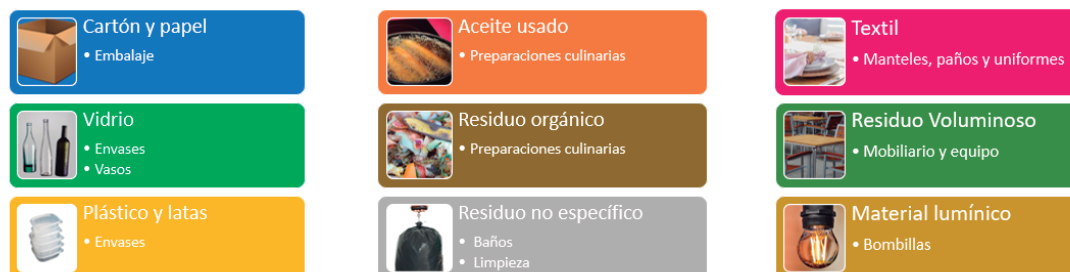 Cartón y papel
• Embalaje
Vidrio
• Envases
• Vasos
Plástico y latas
• Envases
Aceite usado
• Preparaciones culinarias
Residuo orgánico
• Preparaciones culinarias
Residuo no específico
• Baños
• Limpieza
Textil
• Manteles, paños y uniformes
Residuo Voluminoso
• Mobiliario y equipo
Material lumínico
• Bombillas